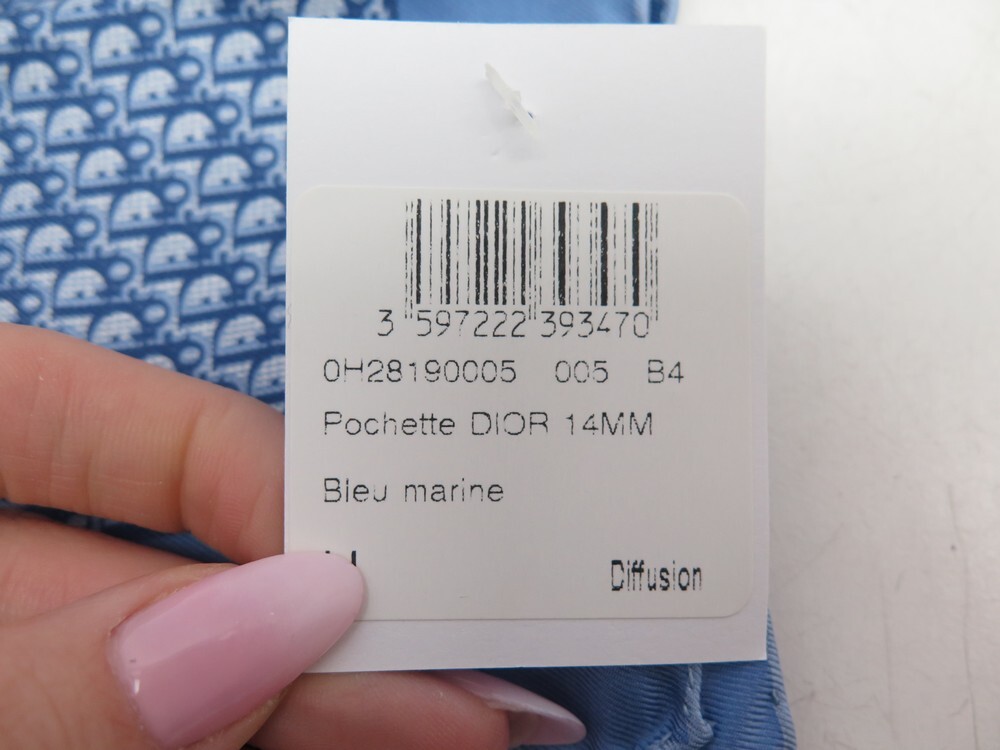 3 597222 393470
0H28190005 005 B4
Pochette DIOR 14MM
Bleu marine
Diffusion